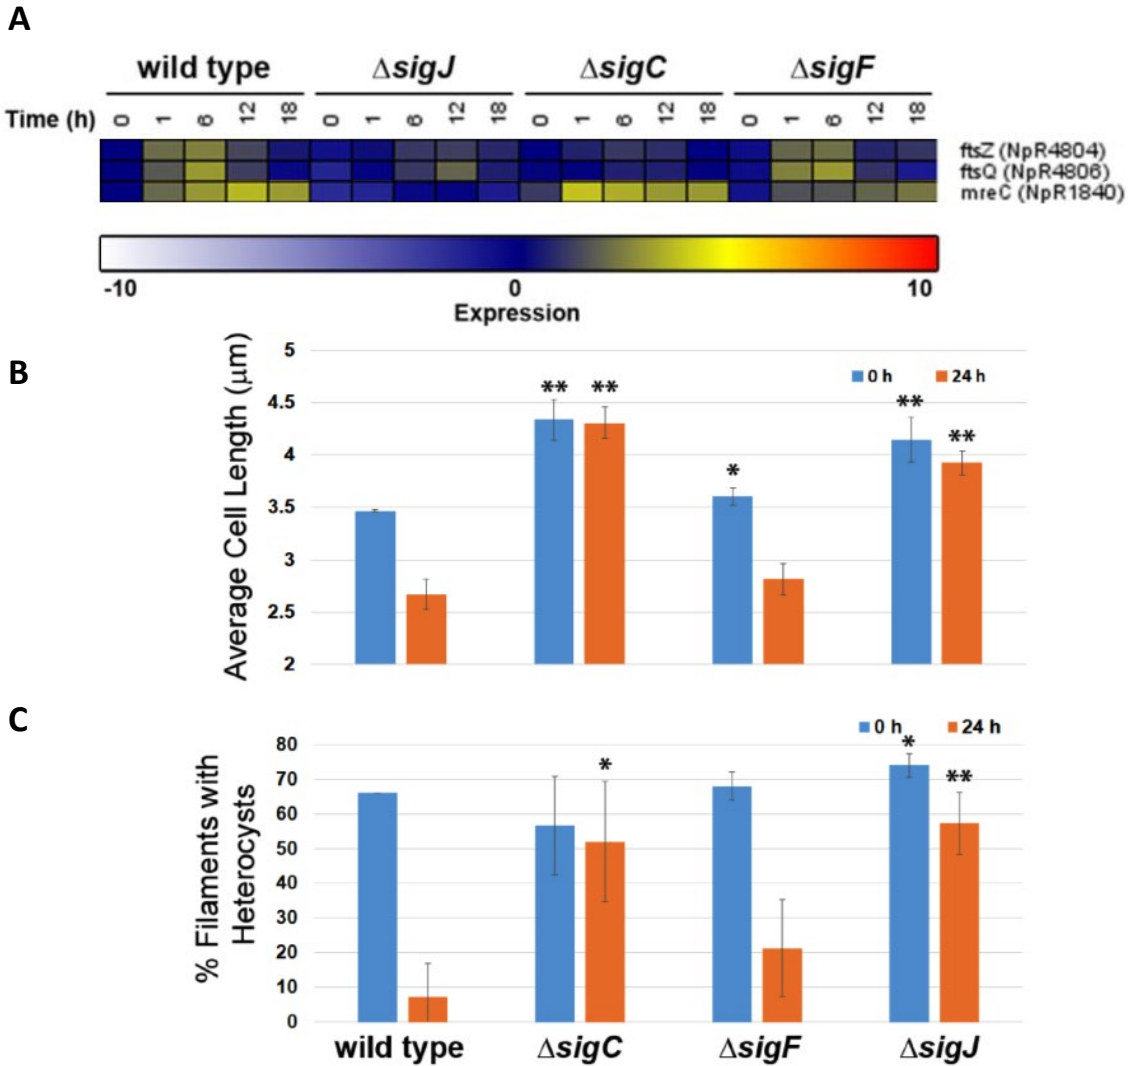 A
wild type ΔsigJ ΔsigC ΔsigF
Time (h) 0 1 6 12 18 0 1 6 12 18 0 1 6 12 18 0 1 6 12 18
ftsZ (NpR4804)
ftsQ (NpR4806)
mreC (NpR1840)
-10 0 10
Expression
B
Average Cell Length (µm)
5
4.5
4
3.5
3
2.5
2
0 h 24 h
** ** * ** **
C
% Filaments with
Heterocysts
80
70
60
50
40
30
20
10
0
0 h 24 h
* * **
wild type ΔsigC ΔsigF ΔsigJ